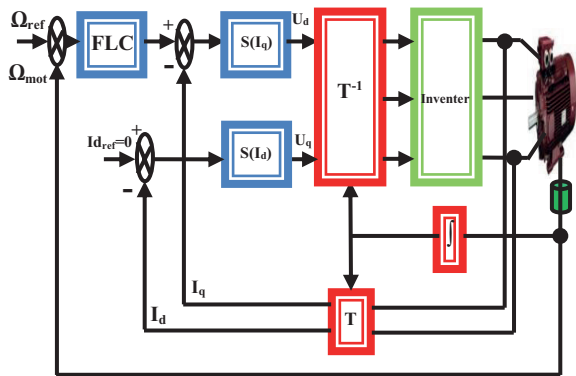 Ωref
FLC
+
-
S(Iq)
Ud
T-1
Inventer
Ωmot
Idref=0
+
-
S(Id)
Uq
∫
Iq
Id
T